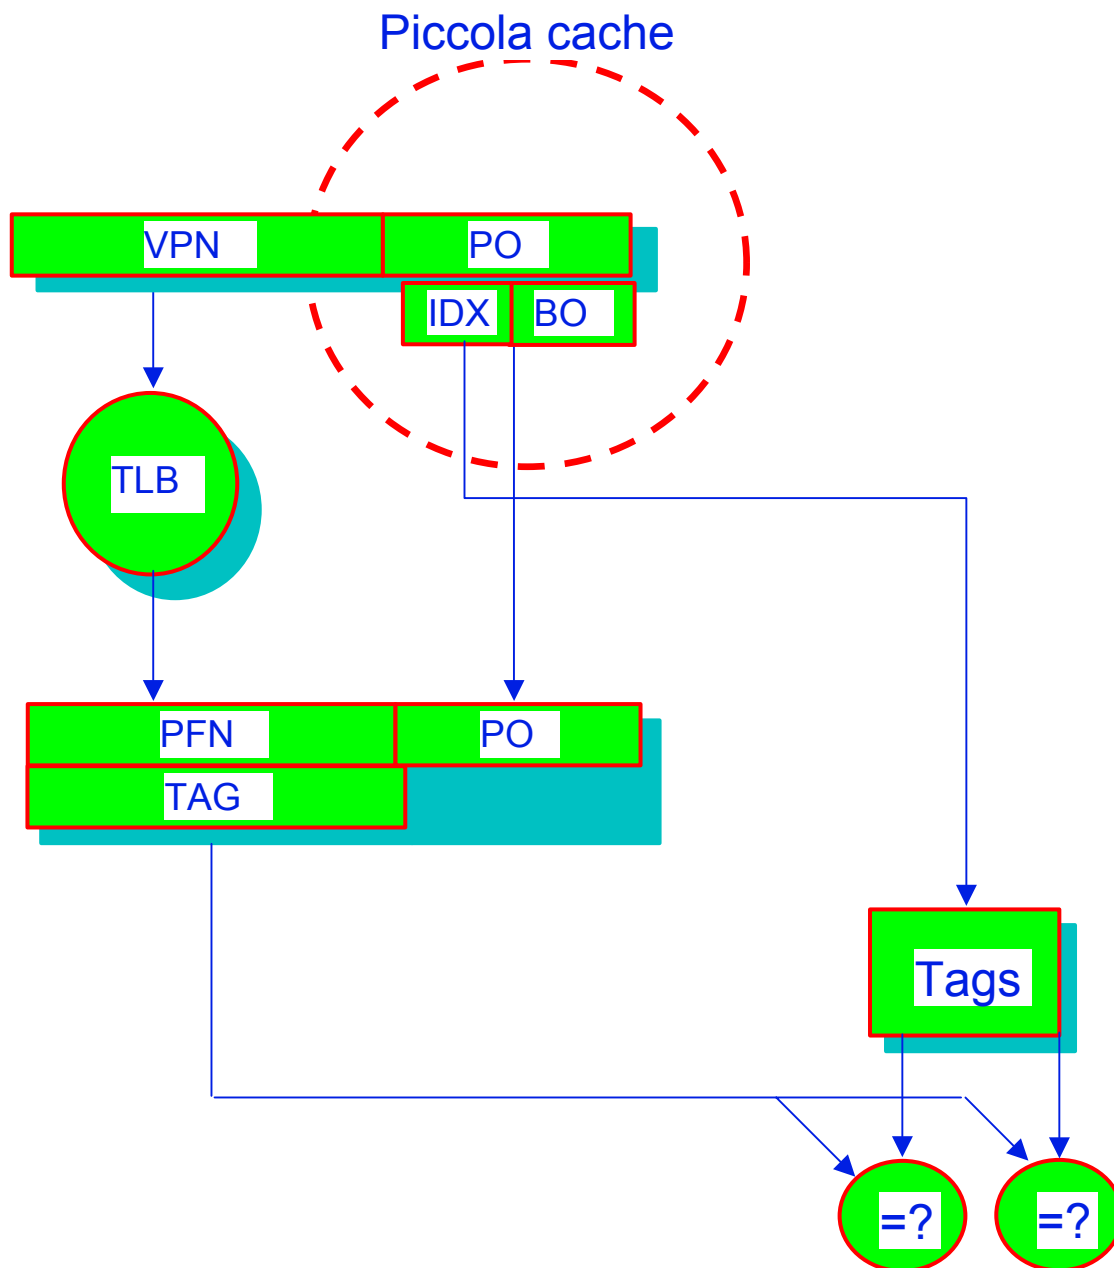 Piccola cache
VPN
PO
IDX
BO
TLB
PFN
PO
TAG
Tags
=?
=?